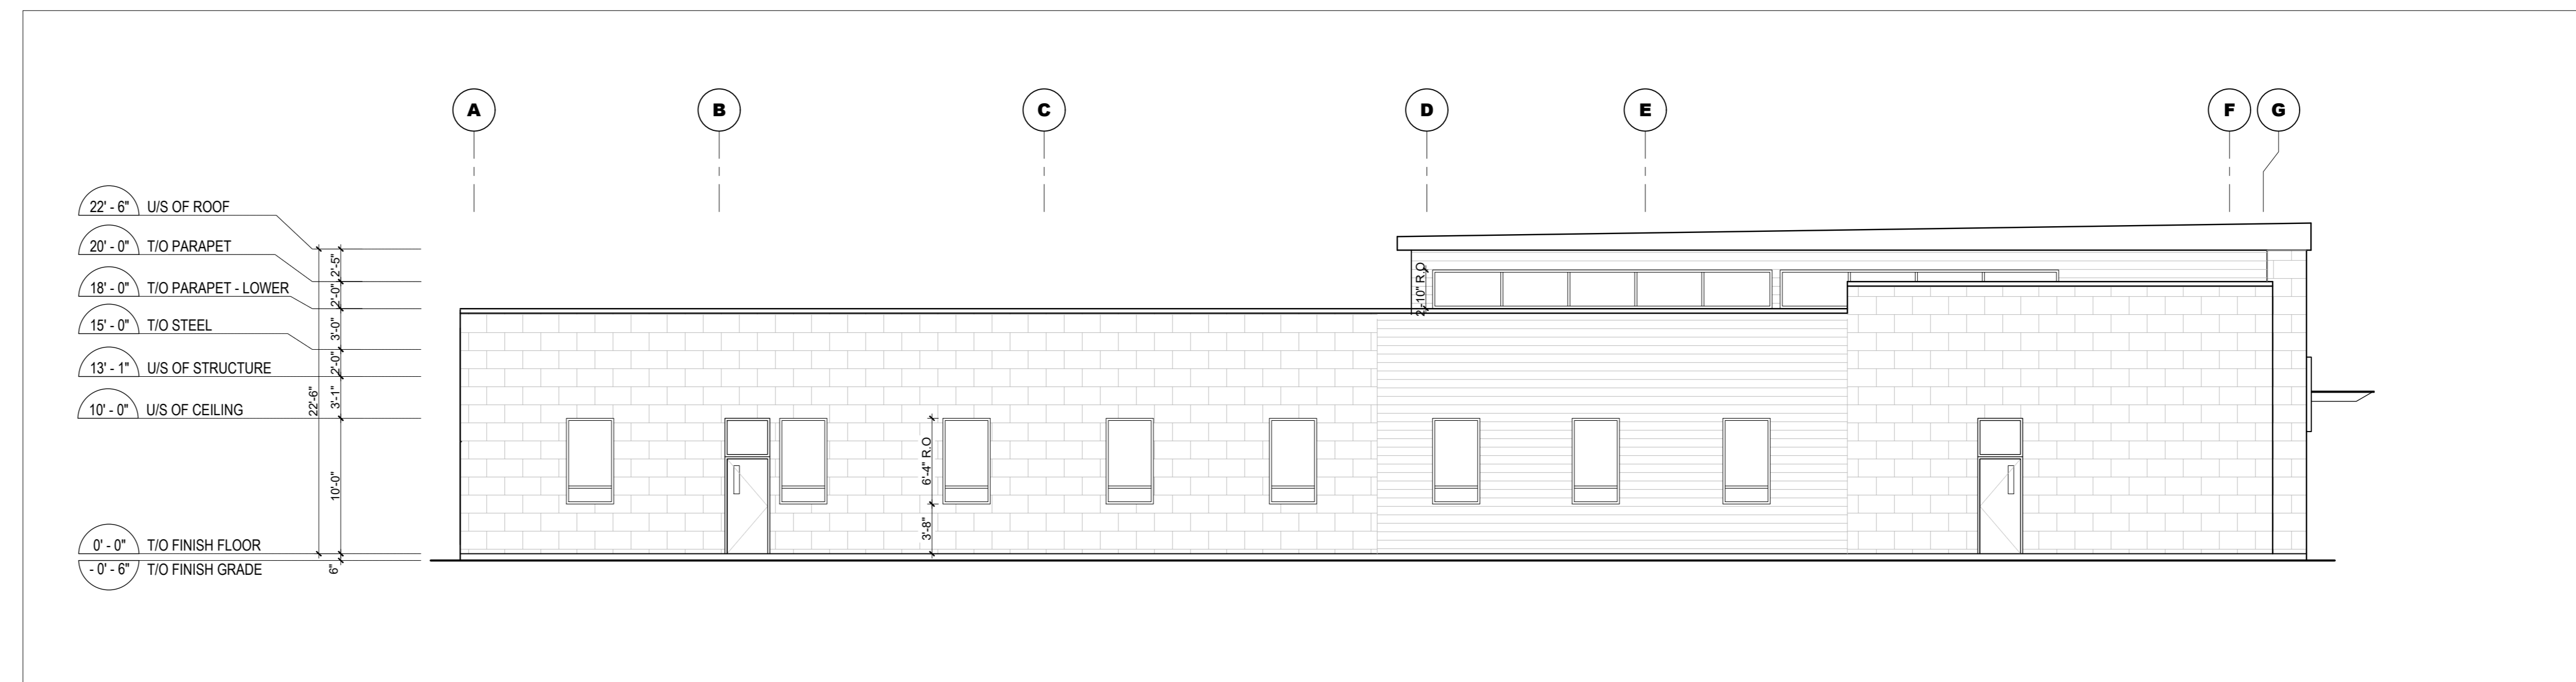 A B C D E F G
22' - 6" U/S OF ROOF
20' - 0" T/O PARAPET
18' - 0" T/O PARAPET - LOWER
15' - 0" T/O STEEL
13' - 1" U/S OF STRUCTURE
10' - 0" U/S OF CEILING
0' - 0" T/O FINISH FLOOR
- 0' - 6" T/O FINISH GRADE
22'-6"
2'-5"
2'-0"
3'-0"
2'-0"
3'-1"
10'-0"
6"
6'-4" R.O
3'-8"
2'-10" R.O